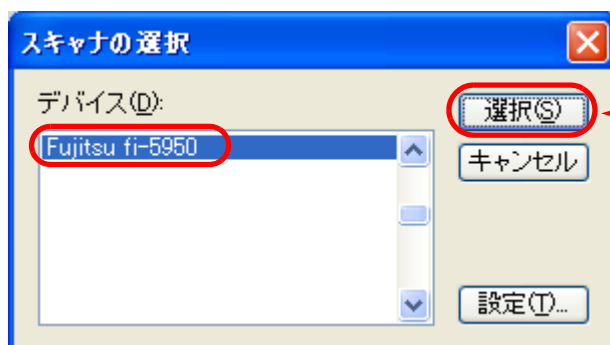 スキャナの選択
デバイス(D):
Fujitsu fi-5950
選択(S)
キャンセル
設定(T)...